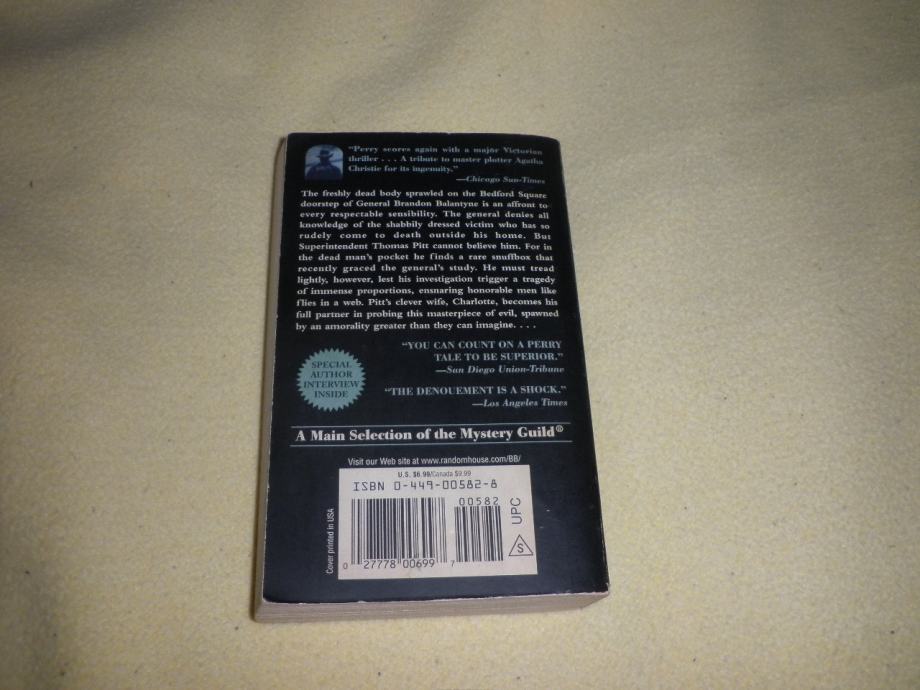 “Perry scores again with a major Victorian
thriller . . . A tribute to master plotter Agatha
Christie for its ingenuity.”
—Chicago Sun-Times
The freshly dead body sprawled on the Bedford Square
doorstep of General Brandon Balantyne is an affront to
every respectable sensibility. The general denies all
knowledge of the shabbily dressed victim who has so
rudely come to death outside his home. But
Superintendent Thomas Pitt cannot believe him. For in
the dead man's pocket he finds a rare snuffbox that
recently graced the general's study. He must tread
lightly, however, lest his investigation trigger a tragedy
of immense proportions, ensnaring honorable men like
flies in a web. Pitt's clever wife, Charlotte, becomes his
full partner in probing this masterpiece of evil, spawned
by an amorality greater than they can imagine. . . .
“YOU CAN COUNT ON A PERRY
TALE TO BE SUPERIOR.”
—San Diego Union-Tribune
SPECIAL
AUTHOR
INTERVIEW
INSIDE
“THE DENOUEMENT IS A SHOCK.”
—Los Angeles Times
A Main Selection of the Mystery Guild®
Visit our Web site at www.randomhouse.com/BB/
U.S. $6.99/Canada $9.99
ISBN 0-449-00582-8
00582
UPC
S
0 27778 00699 7
Cover printed in USA